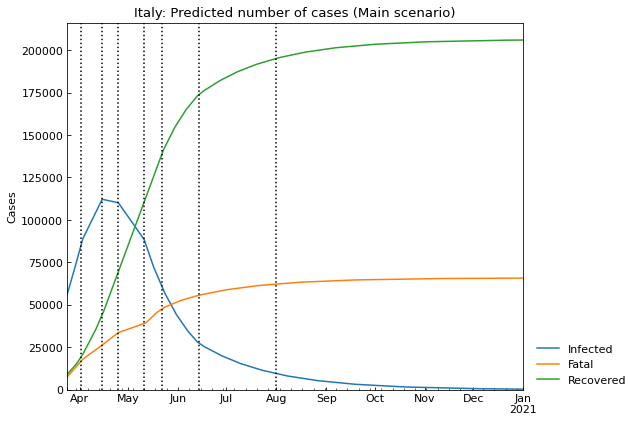 Italy: Predicted number of cases (Main scenario)
Cases
200000
175000
150000
125000
100000
75000
50000
25000
0
Apr May Jun Jul Aug Sep Oct Nov Dec Jan
2021
Infected
Fatal
Recovered